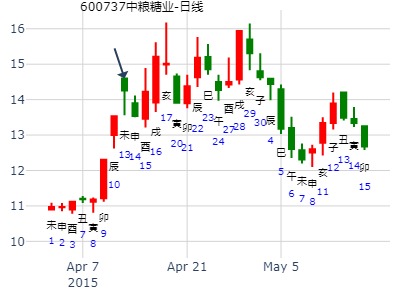 600737中粮糖业-日线
16
15
14
13
12
11
10
未
1
申
2
酉
3
丑
7
寅
8
卯
9
辰
10
未
13
申
14
酉
15
戌
16
亥
17
寅
20
卯
21
辰
22
巳
23
午
24
酉
27
戌
28
亥
29
子
30
辰
4
巳
5
午
6
未
7
申
8
亥
11
子
12
丑
13
寅
14
卯
15
Apr 7
2015
Apr 21
May 5